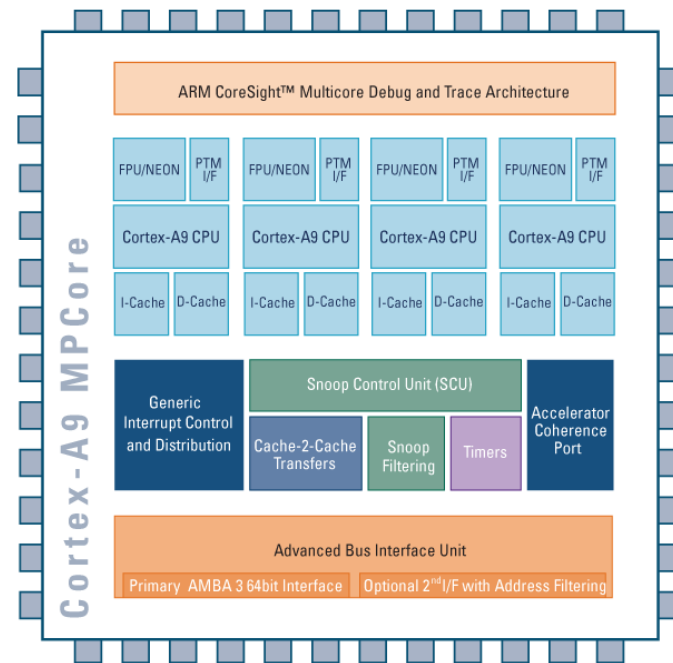 Cortex-A9 MPCore
ARM CoreSight™ Multicore Debug and Trace Architecture
FPU/NEON
PTM
I/F
FPU/NEON
PTM
I/F
FPU/NEON
PTM
I/F
FPU/NEON
PTM
I/F
Cortex-A9 CPU
Cortex-A9 CPU
Cortex-A9 CPU
Cortex-A9 CPU
I-Cache
D-Cache
I-Cache
D-Cache
I-Cache
D-Cache
I-Cache
D-Cache
Generic
Interrupt Control
and Distribution
Snoop Control Unit (SCU)
Cache-2-Cache
Transfers
Snoop
Filtering
Timers
Accelerator
Coherence
Port
Advanced Bus Interface Unit
Primary AMBA 3 64bit Interface
Optional 2nd I/F with Address Filtering